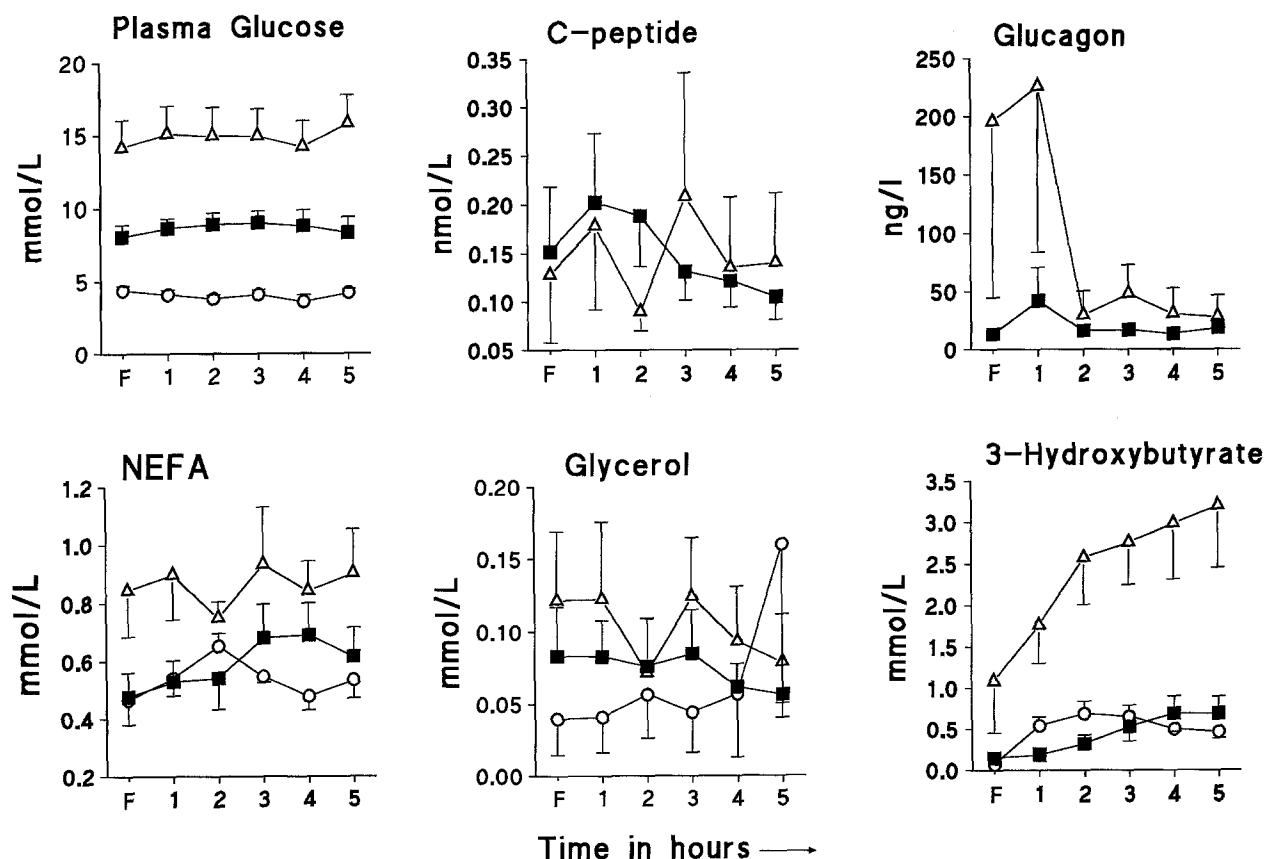 Plasma Glucose
mmol/L
20
15
10
5
0
F 1 2 3 4 5
C-peptide
nmol/L
0.35
0.30
0.25
0.20
0.15
0.10
0.05
F 1 2 3 4 5
Glucagon
ng/l
250
200
150
100
50
0
F 1 2 3 4 5
NEFA
mmol/L
1.2
1.0
0.8
0.6
0.4
0.2
F 1 2 3 4 5
Glycerol
mmol/L
0.20
0.15
0.10
0.05
0.00
F 1 2 3 4 5
3-Hydroxybutyrate
mmol/L
3.5
3.0
2.5
2.0
1.5
1.0
0.5
0.0
F 1 2 3 4 5
Time in hours →